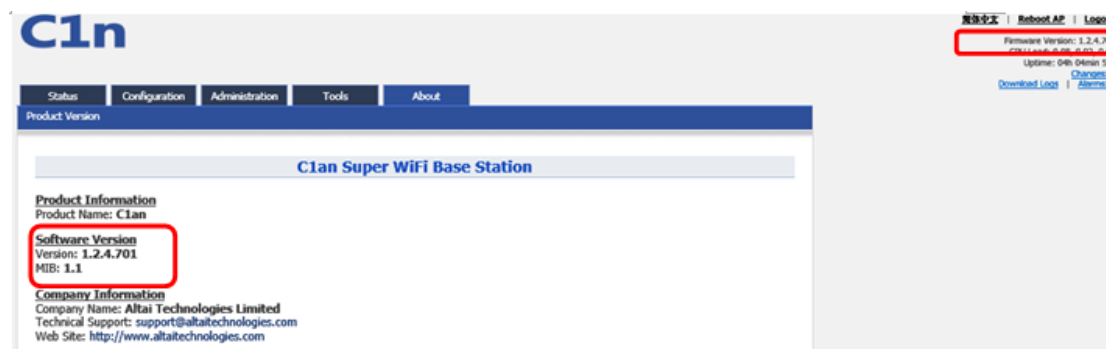 C1n
简体中文 | Reboot AP | Logo
Firmware Version: 1.2.4.7
Uptime: 04h 04min 5
Changes
Download Logs | Alarms
Status Configuration Administration Tools About
Product Version
C1an Super WiFi Base Station
Product Information
Product Name: C1an
Software Version
Version: 1.2.4.701
MIB: 1.1
Company Information
Company Name: Altai Technologies Limited
Technical Support: support@altaitechnologies.com
Web Site: http://www.altaitechnologies.com